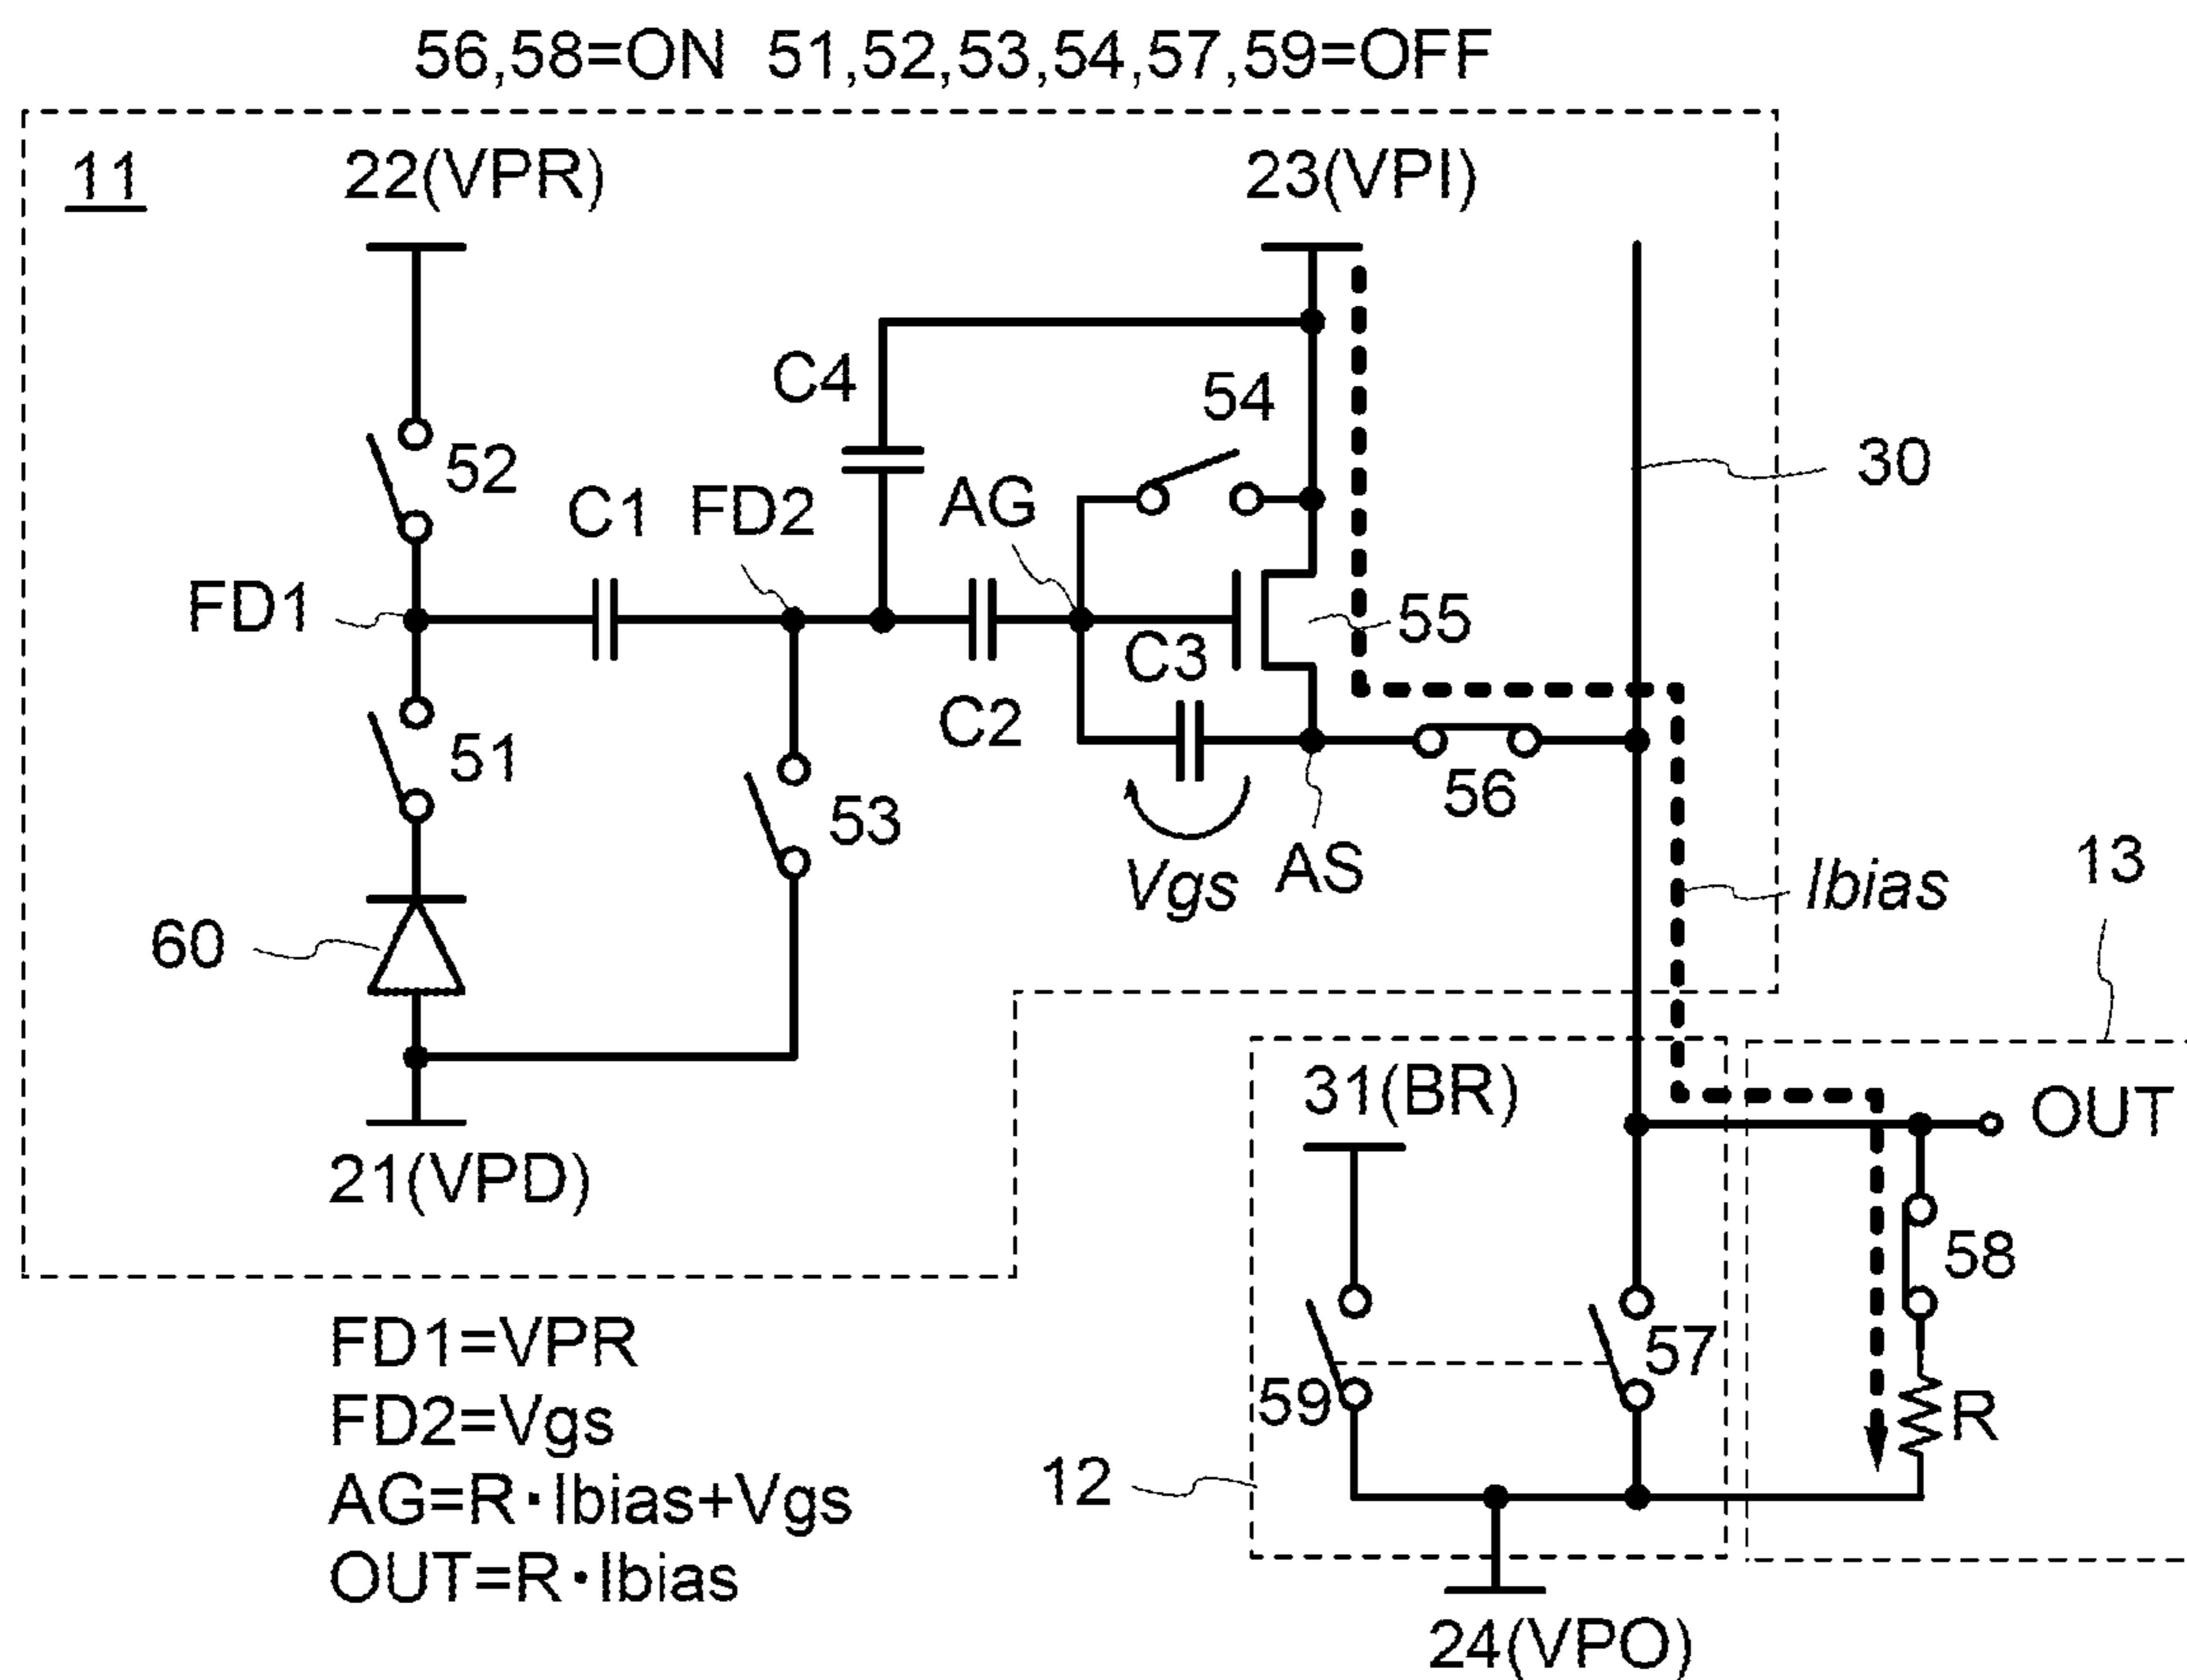 56,58=ON 51,52,53,54,57,59=OFF
11
22(VPR)
23(VPI)
C4
54
52
30
C1
FD2
AG
FD1
55
C3
C2
51
56
53
Vgs
AS
Ibias
13
60
31(BR)
OUT
21(VPD)
58
FD1=VPR
57
59
R
FD2=Vgs
12
AG=R·Ibias+Vgs
OUT=R·Ibias
24(VPO)